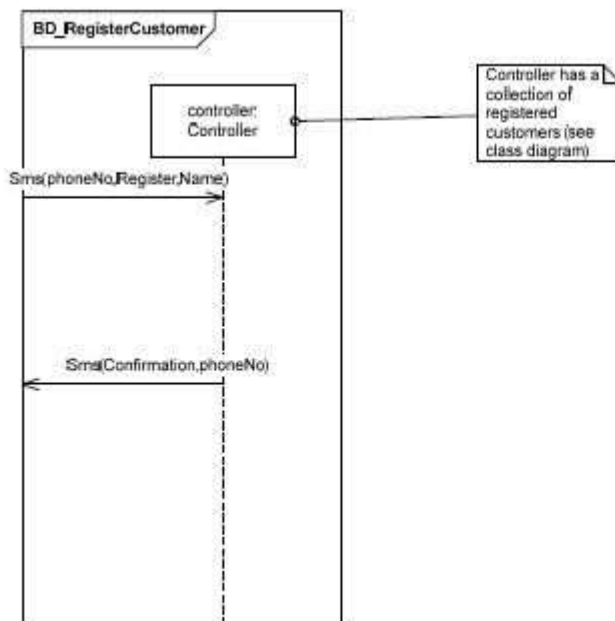 BD_RegisterCustomer
controller:
Controller
Controller has a
collection of
registered
customers (see
class diagram)
Sms(phoneNo,Register,Name)
Sms(Confirmation,phoneNo)